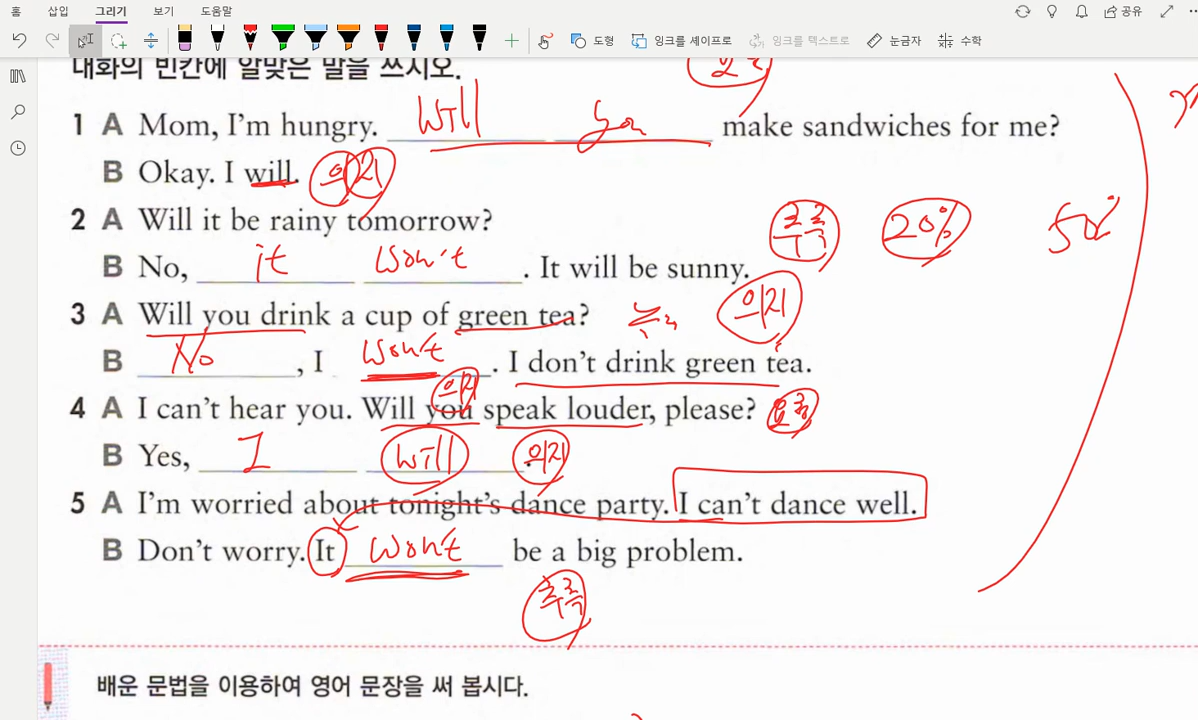 홈 삽입 그리기 보기 도움말 공유
도형 잉크를 셰이프로 잉크를 텍스트로 눈금자 수학
대화의 빈칸에 알맞은 말을 쓰시오.
1 A Mom, I'm hungry. Will you make sandwiches for me?
B Okay. I will. 의지
2 A Will it be rainy tomorrow?
추측 20%
B No, it won't. It will be sunny.
3 A Will you drink a cup of green tea? 의지
B No, I won't. I don't drink green tea.
의지
4 A I can't hear you. Will you speak louder, please? 요청
B Yes, I will. 의지
5 A I'm worried about tonight's dance party. I can't dance well.
B Don't worry. It won't be a big problem.
추측
배운 문법을 이용하여 영어 문장을 써 봅시다.